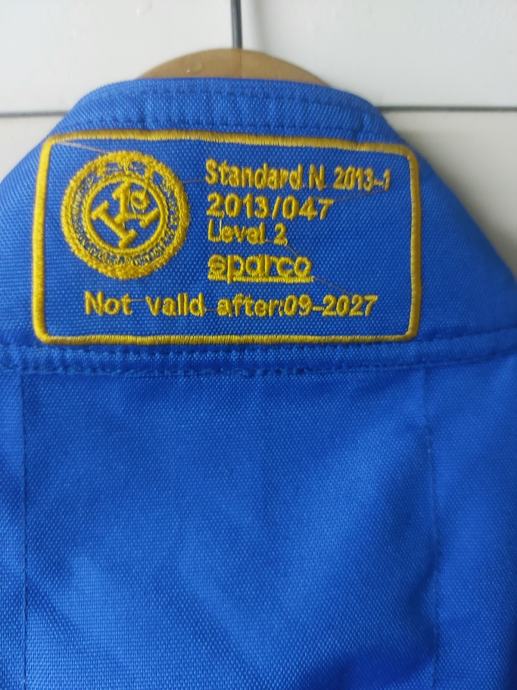 Standard N 2013-1
2013/047
Level 2
sparco
Not valid after:09-2027